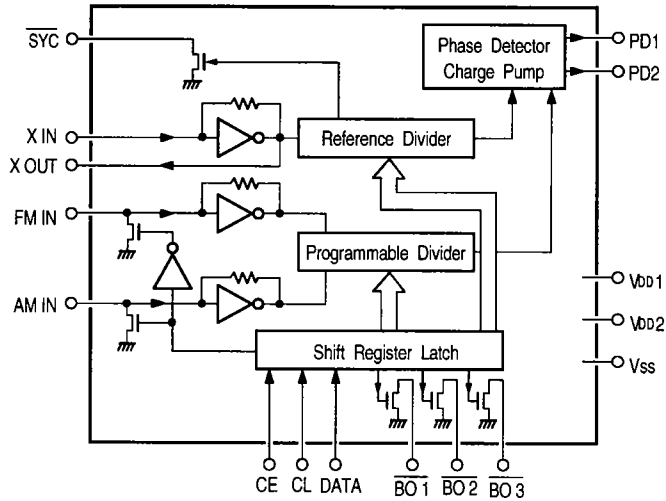 SYC
Phase Detector
Charge Pump
PD1
PD2
X IN
Reference Divider
X OUT
FM IN
Programmable Divider
VDD1
AM IN
VDD2
Shift Register Latch
VSS
CE CL DATA BO 1 BO 2 BO 3